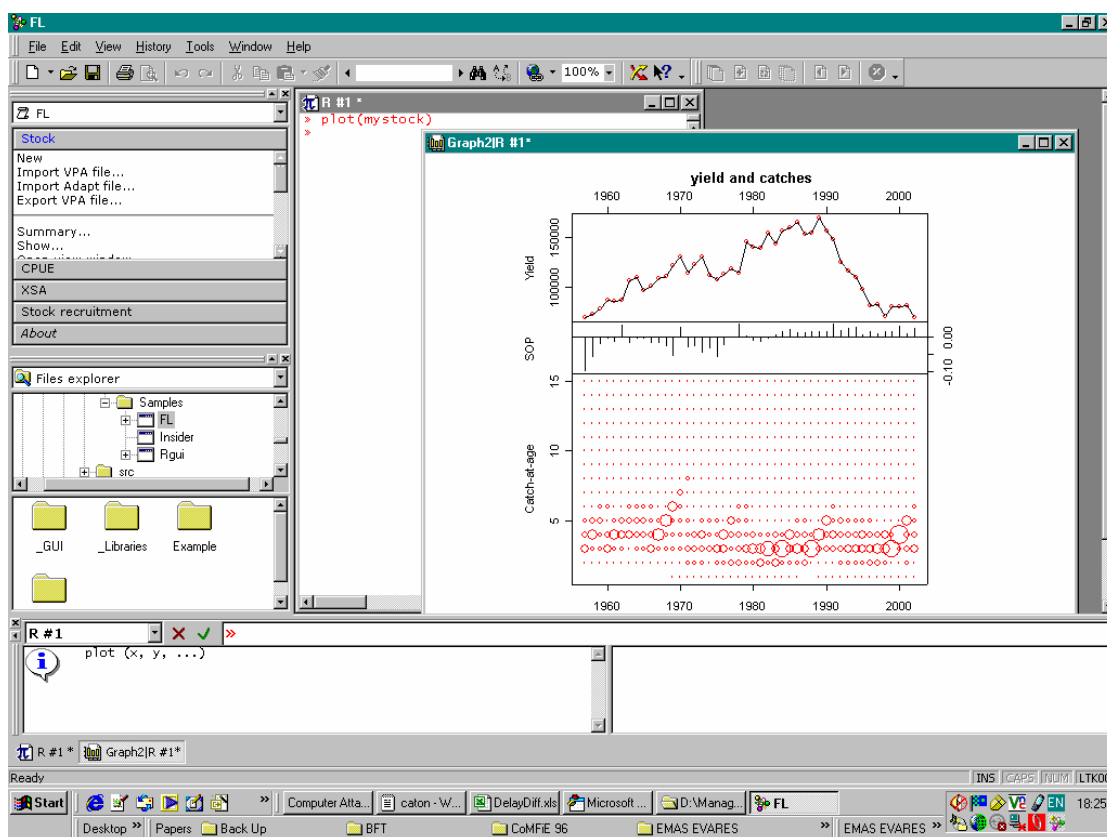 FL
File Edit View History Tools Window Help
100%
FL
Stock
New
Import VPA file...
Import Adapt file...
Export VPA file...
Summary...
Show...
CPUE
XSA
Stock recruitment
About
Files explorer
Samples
FL
Insider
Rgui
src
_GUI _Libraries Example
R #1 *
» plot(mystock)
»
Graph2|R #1*
yield and catches
1960 1970 1980 1990 2000
Yield
150000
100000
SOP
0.00
-0.10
Catch-at-age
15
10
5
1960 1970 1980 1990 2000
R #1 »
plot (x, y, ...)
R #1 * Graph2|R #1*
Ready INS CAPS NUM LTK00
Start » Computer Atta... caton - W... DelayDiff.xls Microsoft ... D:\Manag... FL EN 18:25
Desktop » Papers Back Up BFT CoMFiE 96 EMAS EVARES » EMAS EVARES »